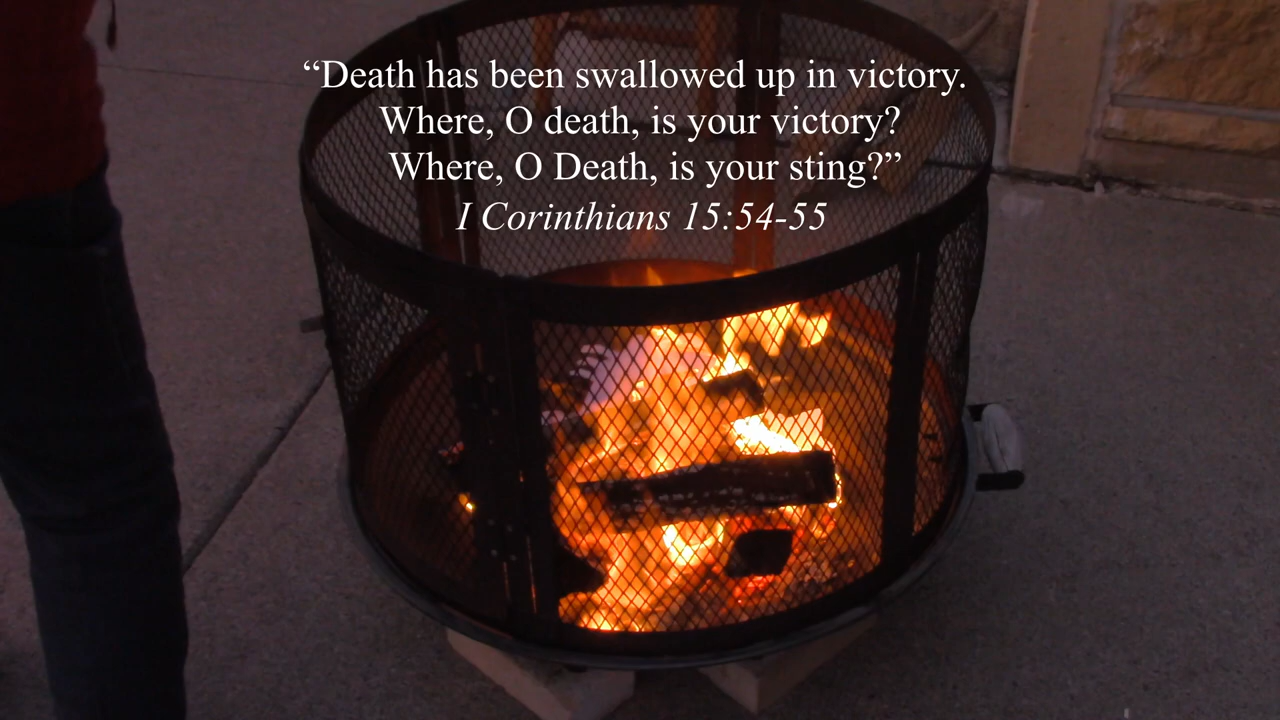 “Death has been swallowed up in victory.
Where, O death, is your victory?
Where, O Death, is your sting?”
I Corinthians 15:54-55